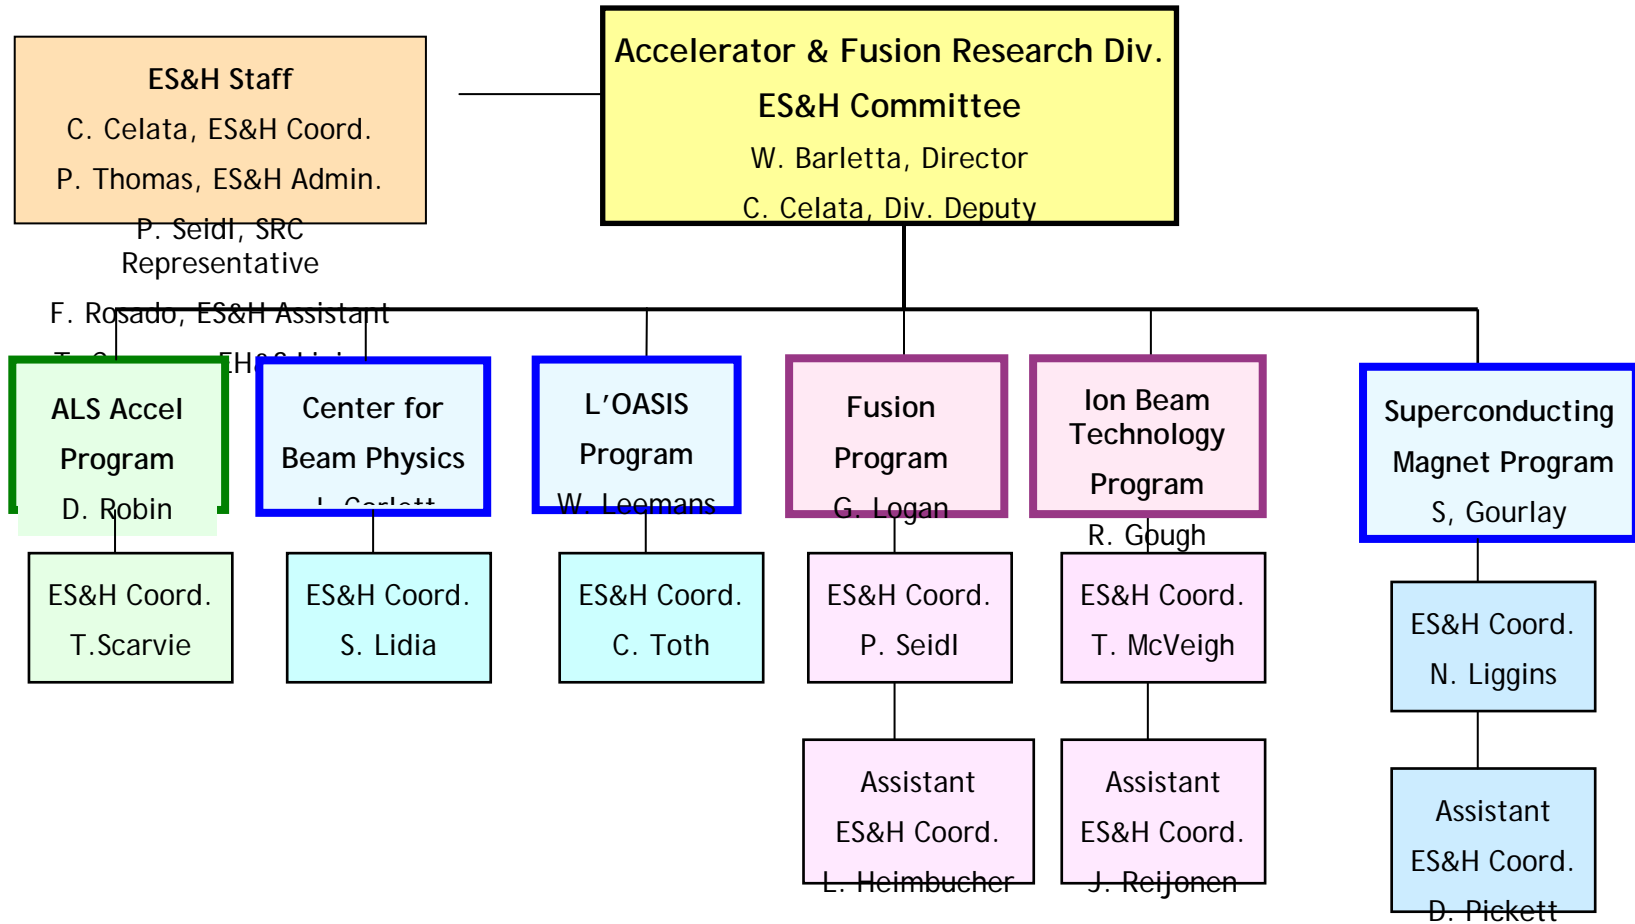 ES&H Staff
C. Celata, ES&H Coord.
P. Thomas, ES&H Admin.
P. Seidl, SRC
Representative
F. Rosado, ES&H Assistant
Accelerator & Fusion Research Div.
ES&H Committee
W. Barletta, Director
C. Celata, Div. Deputy
ALS Accel
Program
D. Robin
ES&H Coord.
T.Scarvie
Center for
Beam Physics
ES&H Coord.
S. Lidia
L’OASIS
Program
W. Leemans
ES&H Coord.
C. Toth
Fusion
Program
G. Logan
ES&H Coord.
P. Seidl
Assistant
ES&H Coord.
L. Heimbucher
Ion Beam
Technology
Program
R. Gough
ES&H Coord.
T. McVeigh
Assistant
ES&H Coord.
J. Reijonen
Superconducting
Magnet Program
S, Gourlay
ES&H Coord.
N. Liggins
Assistant
ES&H Coord.
D. Pickett